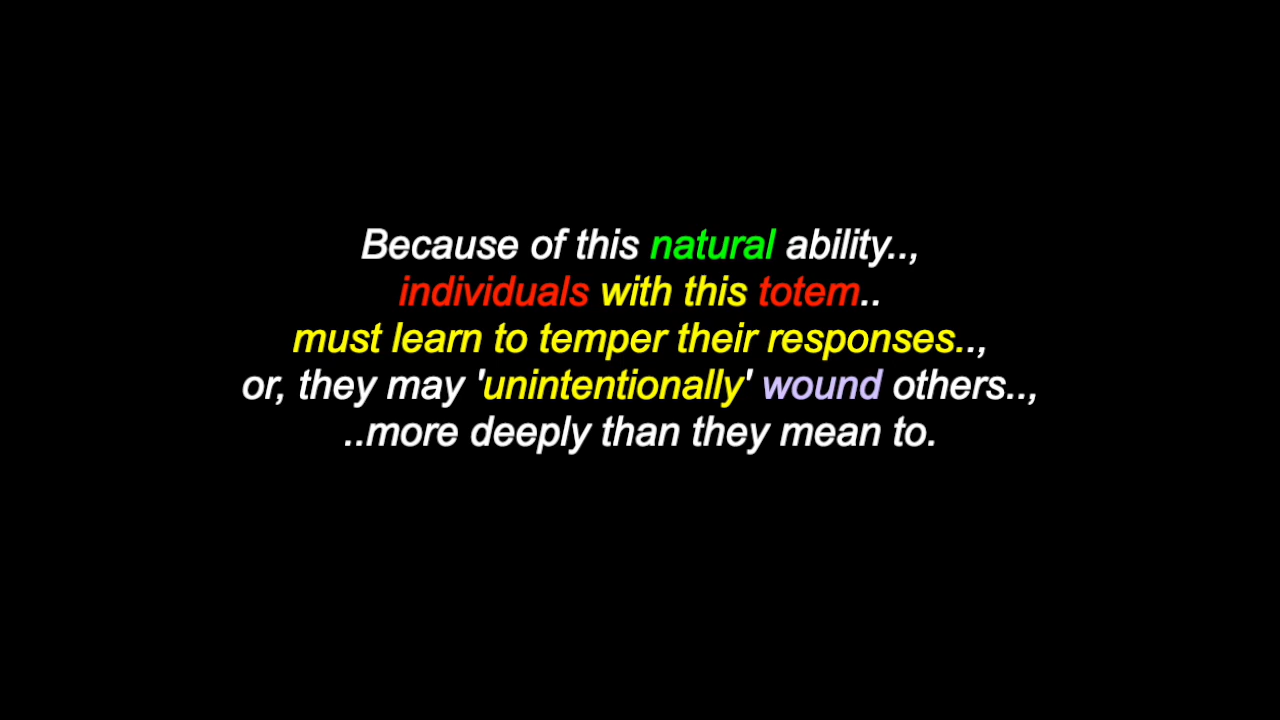 Because of this natural ability..,
individuals with this totem..
must learn to temper their responses..,
or, they may 'unintentionally' wound others..,
..more deeply than they mean to.